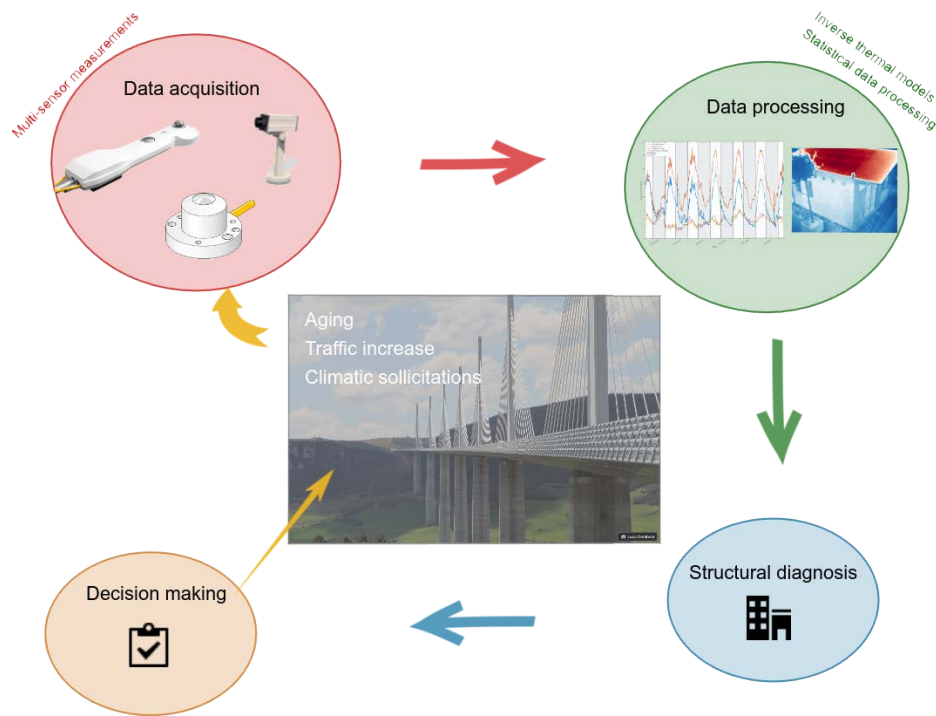 Multi-sensor measurements
Data acquisition
Inverse thermal models
Statistical data processing
Data processing
Aging
Traffic increase
Climatic sollicitations
Structural diagnosis
Decision making